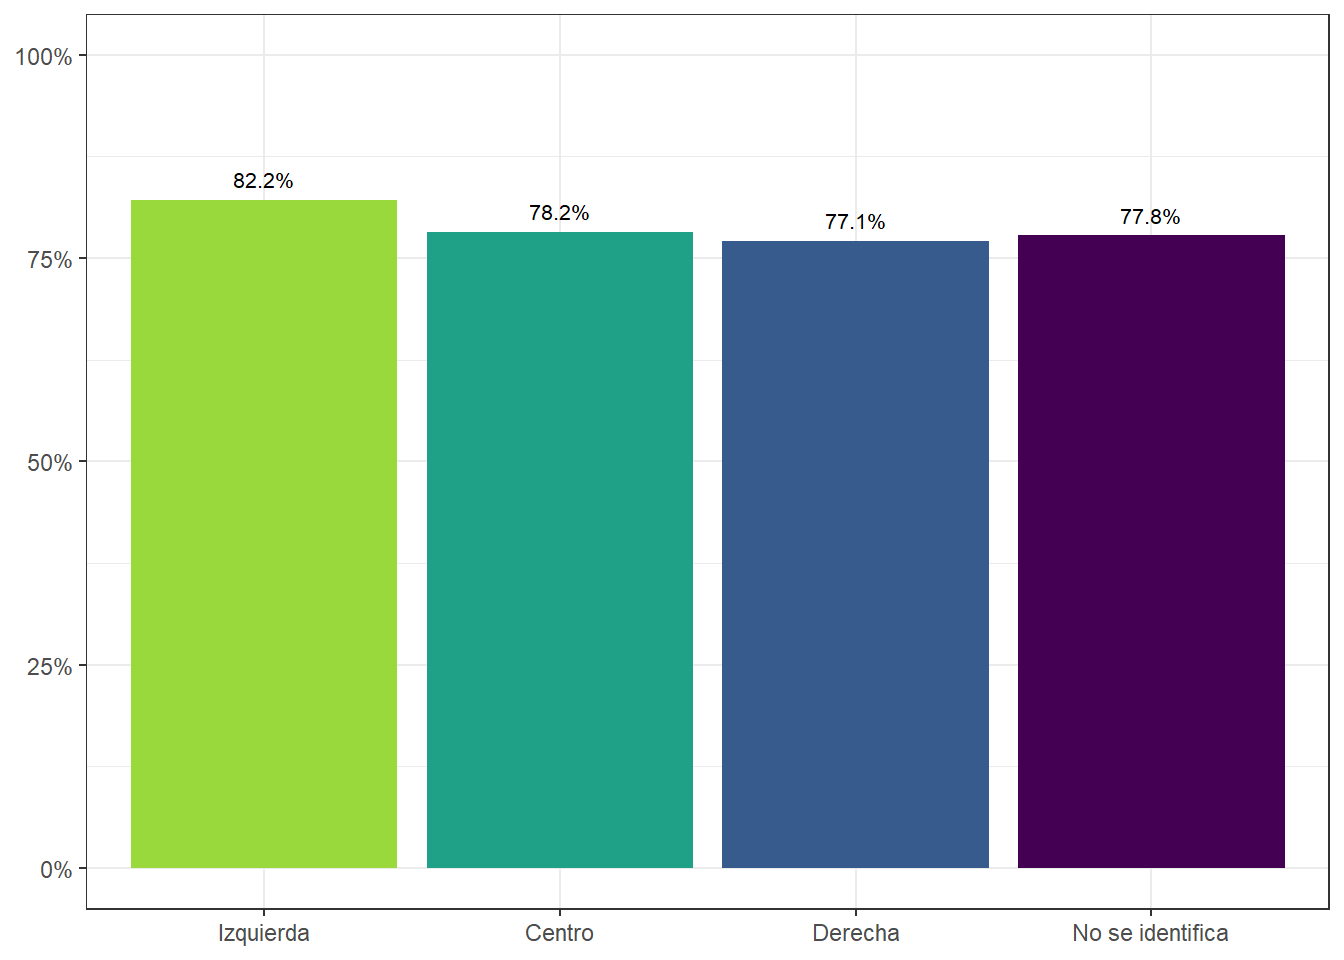 100%
75%
50%
25%
0%
82.2%
78.2%
77.1%
77.8%
Izquierda
Centro
Derecha
No se identifica